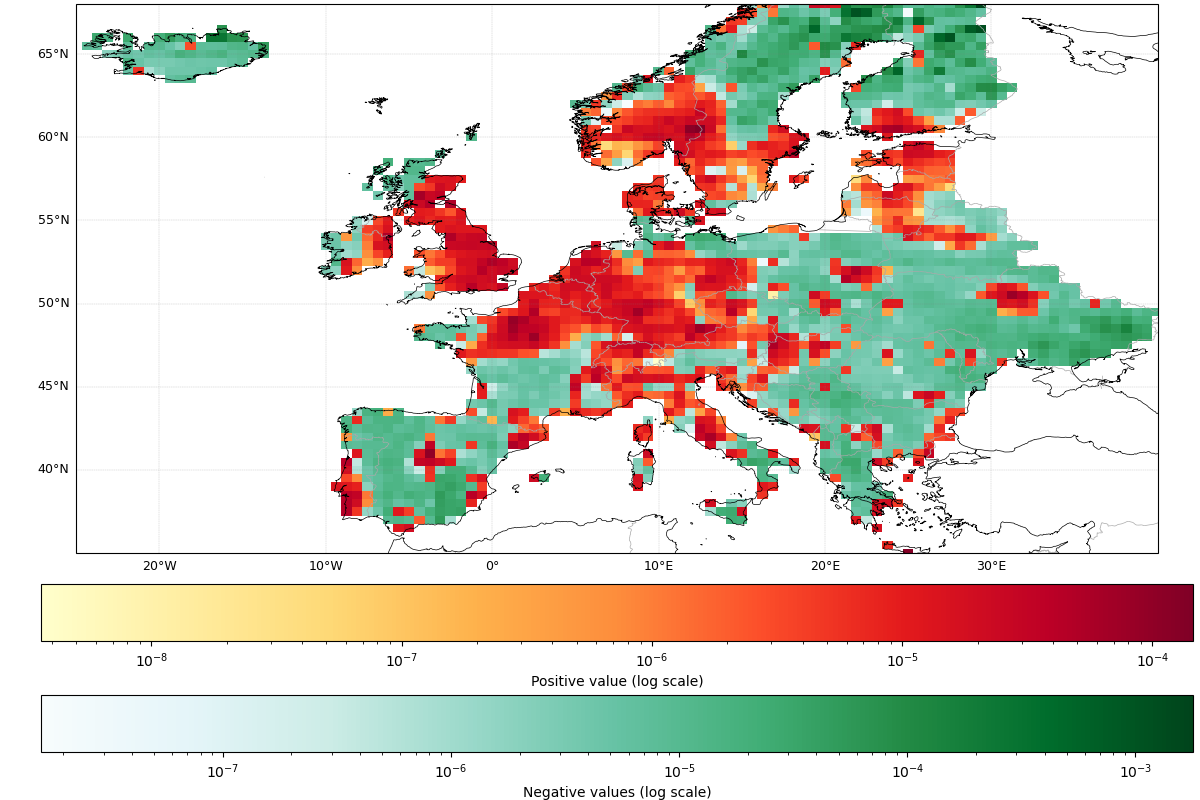 65°N
60°N
55°N
50°N
45°N
40°N
20°W 10°W 0° 10°E 20°E 30°E
10⁻⁸ 10⁻⁷ 10⁻⁶ 10⁻⁵ 10⁻⁴
Positive value (log scale)
10⁻⁷ 10⁻⁶ 10⁻⁵ 10⁻⁴ 10⁻³
Negative values (log scale)